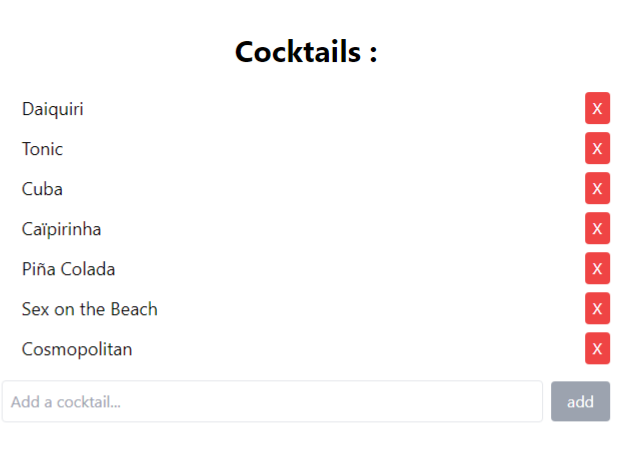 Cocktails :
Daiquiri X
Tonic X
Cuba X
Caïpirinha X
Piña Colada X
Sex on the Beach X
Cosmopolitan X
Add a cocktail... add